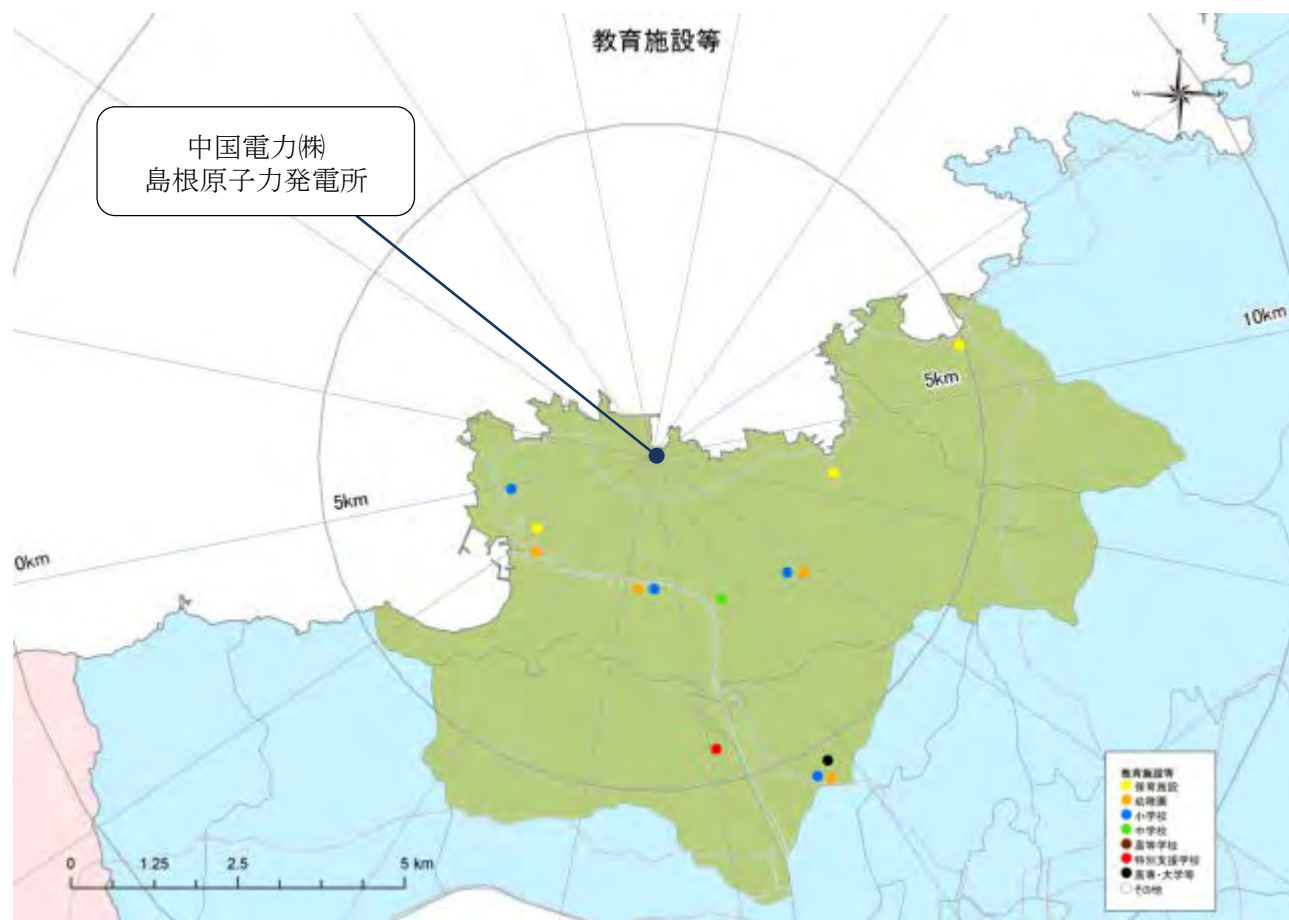 教育施設等
中国電力㈱
島根原子力発電所
N
W
10km
5km
5km
0km
教育施設等
保育施設
幼稚園
小学校
中学校
高等学校
特別支援学校
高専・大学等
その他
0 1.25 2.5 5 km